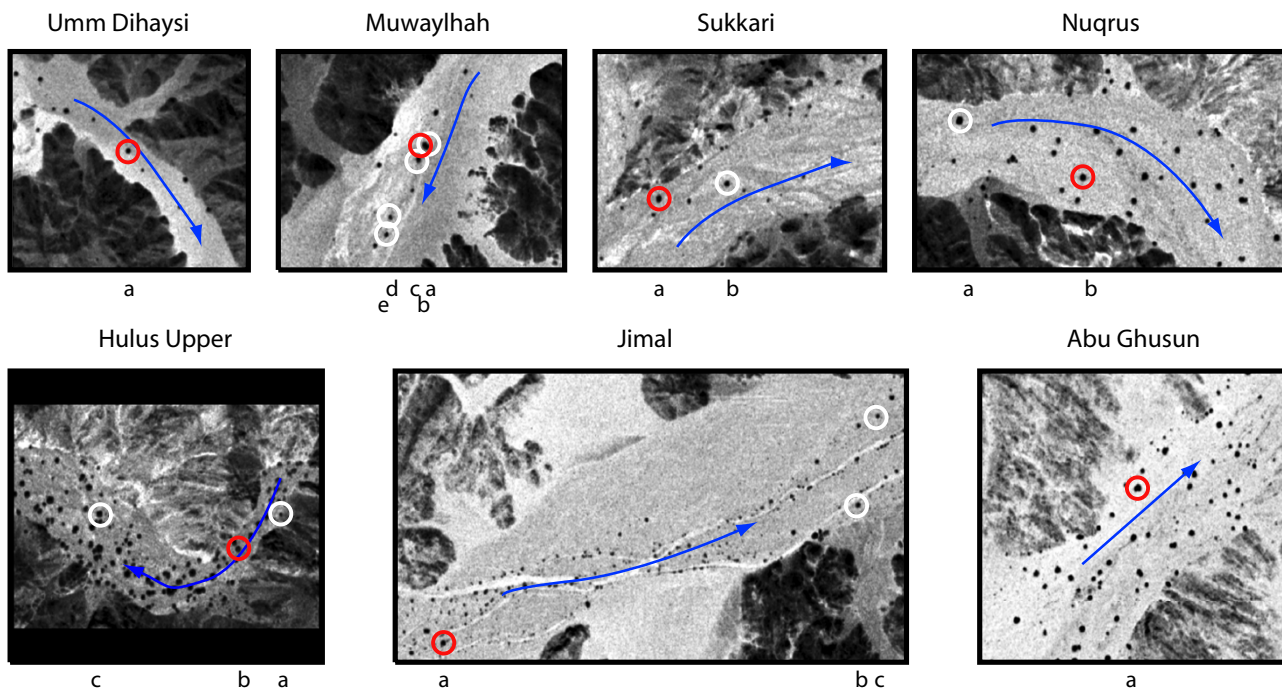 Umm Dihaysi Muwaylhah Sukkari Nuqrus
a d c a a b a b
e b
Hulus Upper Jimal Abu Ghusun
c b a a b c a